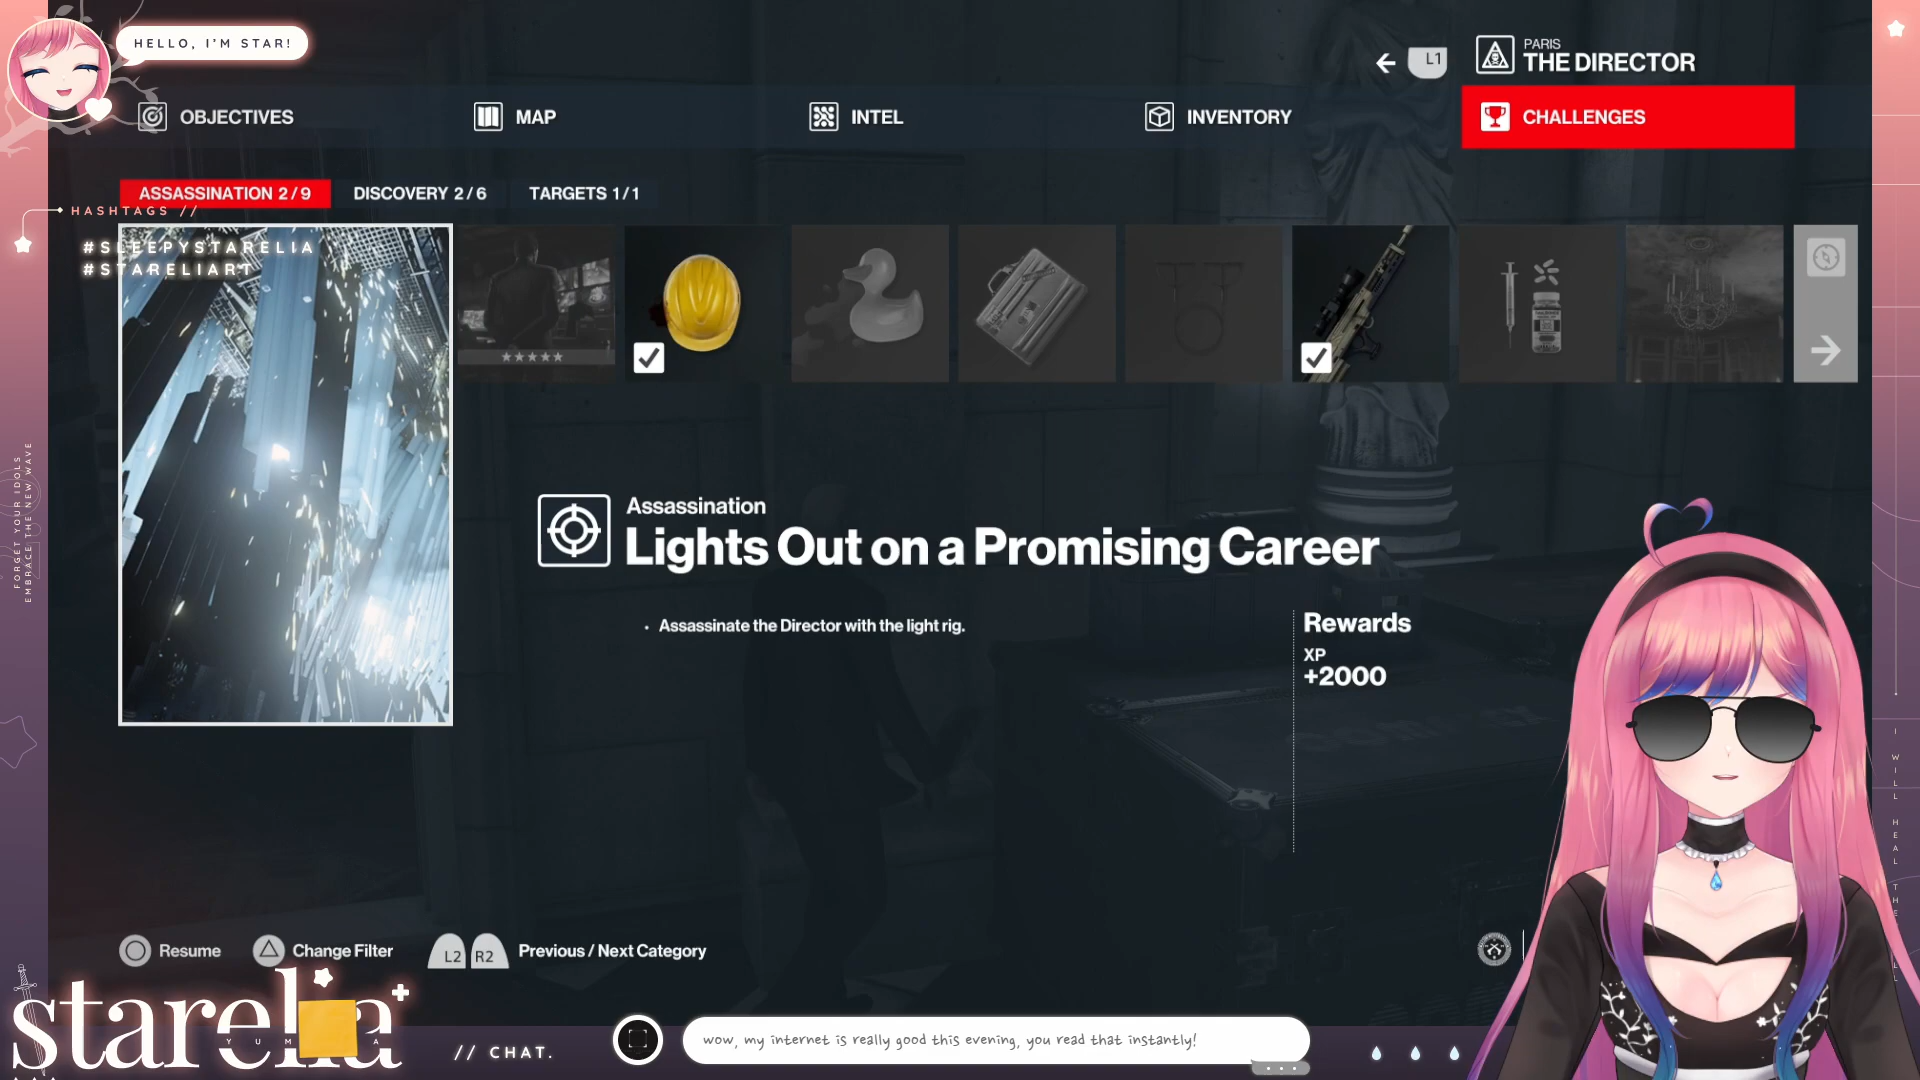 HELLO, I'M STAR!
L1
PARIS
THE DIRECTOR
OBJECTIVES
MAP
INTEL
INVENTORY
CHALLENGES
ASSASSINATION 2 / 9
DISCOVERY 2 / 6
TARGETS 1 / 1
HASHTAGS //
#SLEEPYSTARELIA
#STARELIART
FORGET YOUR IDOLS
EMBRACE THE NEW WAVE
Assassination
Lights Out on a Promising Career
• Assassinate the Director with the light rig.
Rewards
XP
+2000
I WILL HEAL THE
Resume
Change Filter
L2 R2
Previous / Next Category
starelia
// CHAT.
wow, my internet is really good this evening, you read that instantly!